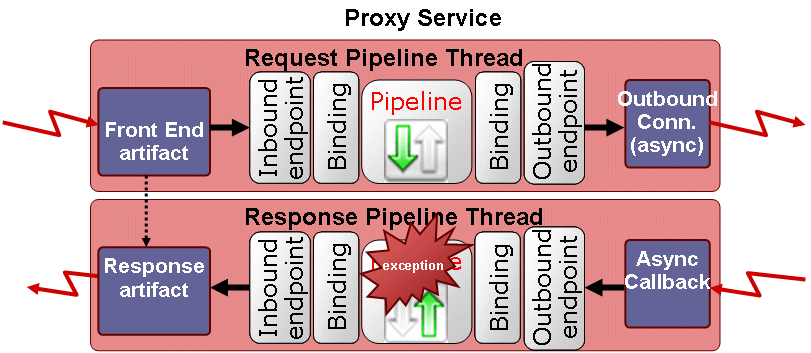 Proxy Service
Request Pipeline Thread
Front End
artifact
Inbound
endpoint
Binding
Pipeline
Binding
Outbound
endpoint
Outbound
Conn.
(async)
Response Pipeline Thread
Response
artifact
Inbound
endpoint
Binding
exception
Binding
Outbound
endpoint
Async
Callback